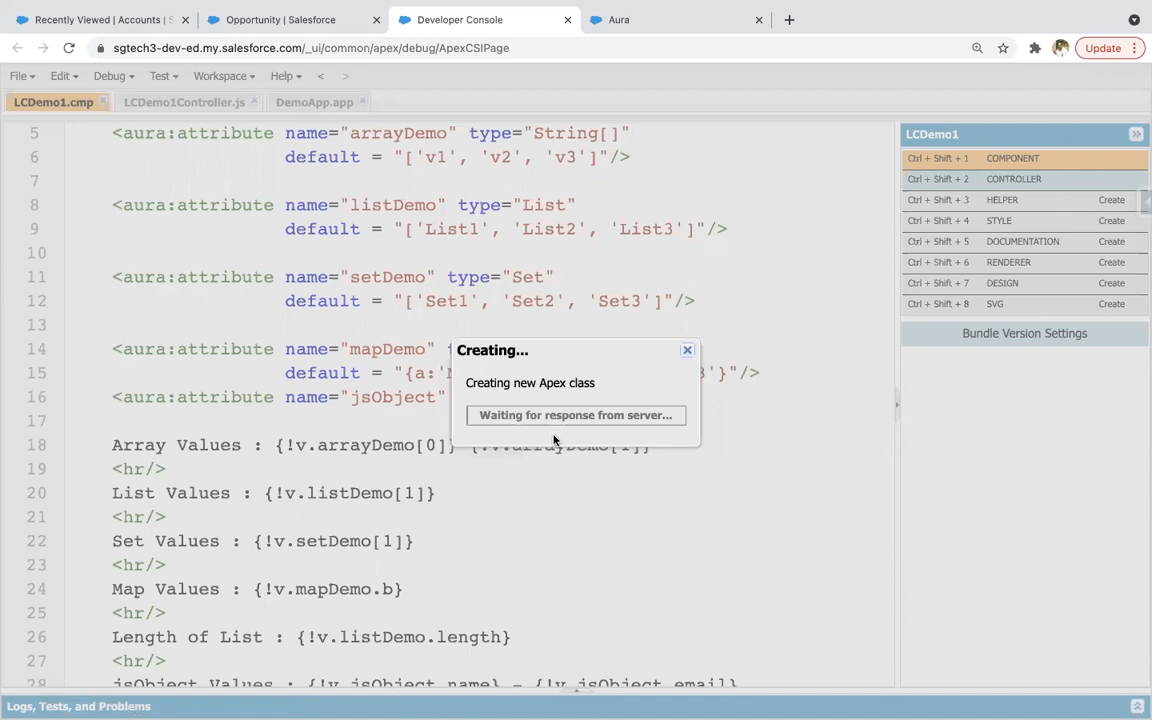 Recently Viewed | Accounts | S
Opportunity | Salesforce
Developer Console
Aura
sgtech3-dev-ed.my.salesforce.com/_ui/common/apex/debug/ApexCSIPage
Update
File Edit Debug Test Workspace Help < >
LCDemo1.cmp LCDemo1Controller.js DemoApp.app
5 <aura:attribute name="arrayDemo" type="String[]"
6 default = "['v1', 'v2', 'v3']"/>
7
8 <aura:attribute name="listDemo" type="List"
9 default = "['List1', 'List2', 'List3']"/>
10
11 <aura:attribute name="setDemo" type="Set"
12 default = "['Set1', 'Set2', 'Set3']"/>
13
14 <aura:attribute name="mapDemo"
15 default = "{a:' '}"/>
16 <aura:attribute name="jsObject"
17
18 Array Values : {!v.arrayDemo[0]} {!v.arrayDemo[1]}
19 <hr/>
20 List Values : {!v.listDemo[1]}
21 <hr/>
22 Set Values : {!v.setDemo[1]}
23 <hr/>
24 Map Values : {!v.mapDemo.b}
25 <hr/>
26 Length of List : {!v.listDemo.length}
27 <hr/>
28 jsObject Values : {!v.jsObject.name} - {!v.jsObject.email}
Creating...
Creating new Apex class
Waiting for response from server...
LCDemo1
Ctrl + Shift + 1 COMPONENT
Ctrl + Shift + 2 CONTROLLER
Ctrl + Shift + 3 HELPER Create
Ctrl + Shift + 4 STYLE Create
Ctrl + Shift + 5 DOCUMENTATION Create
Ctrl + Shift + 6 RENDERER Create
Ctrl + Shift + 7 DESIGN Create
Ctrl + Shift + 8 SVG Create
Bundle Version Settings
Logs, Tests, and Problems